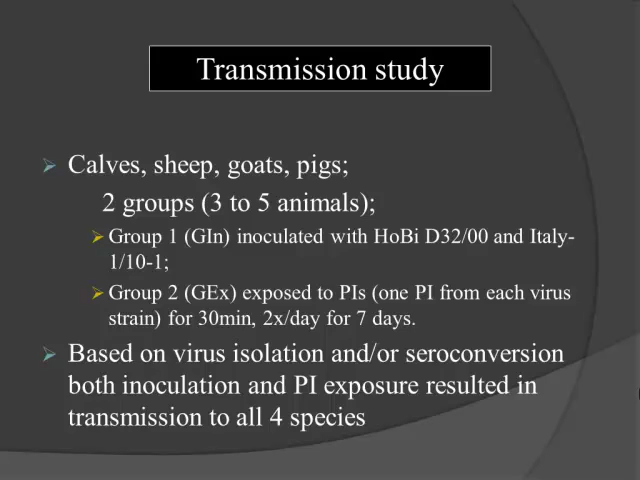 Transmission study
Calves, sheep, goats, pigs;
2 groups (3 to 5 animals);
Group 1 (GIn) inoculated with HoBi D32/00 and Italy-
1/10-1;
Group 2 (GEx) exposed to PIs (one PI from each virus
strain) for 30min, 2x/day for 7 days.
Based on virus isolation and/or seroconversion
both inoculation and PI exposure resulted in
transmission to all 4 species